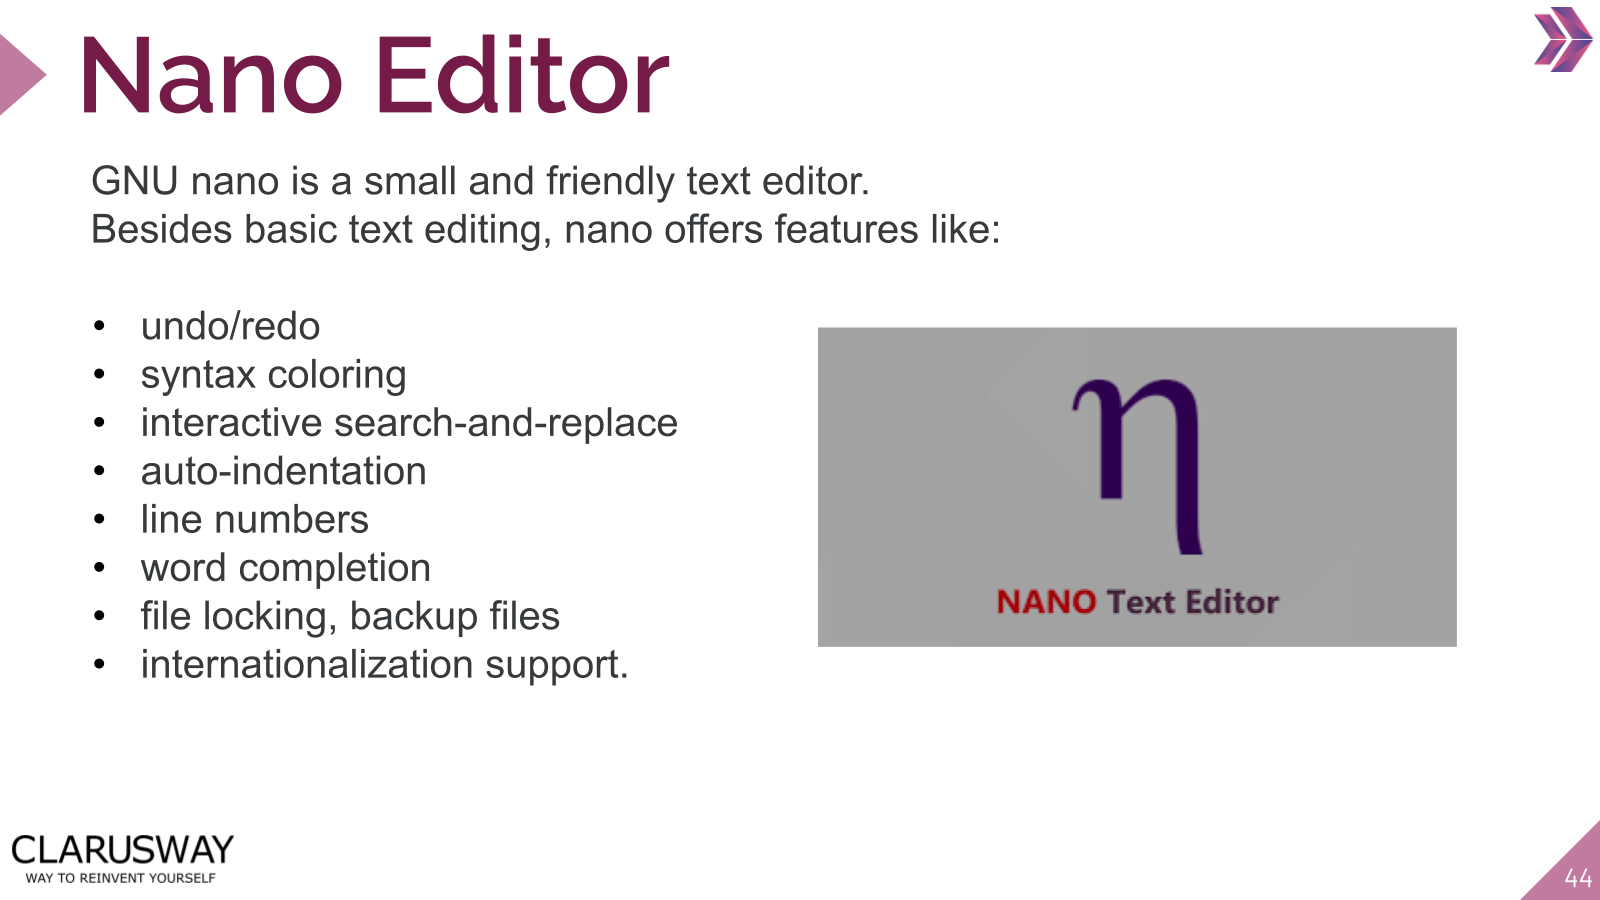 Nano Editor
GNU nano is a small and friendly text editor.
Besides basic text editing, nano offers features like:
• undo/redo
• syntax coloring
• interactive search-and-replace
• auto-indentation
• line numbers
• word completion
• file locking, backup files
• internationalization support.
η
NANO Text Editor
CLARUSWAY
WAY TO REINVENT YOURSELF
44